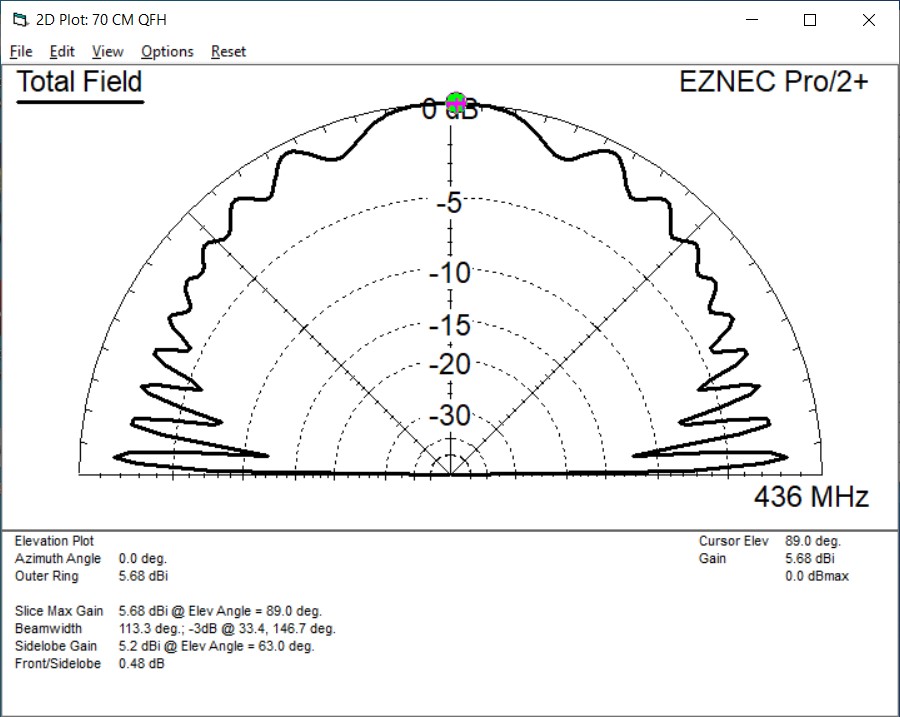 2D Plot: 70 CM QFH
File Edit View Options Reset
Total Field
EZNEC Pro/2+
0 dB
-5
-10
-15
-20
-30
436 MHz
Elevation Plot
Cursor Elev 89.0 deg.
Azimuth Angle 0.0 deg.
Gain 5.68 dBi
Outer Ring 5.68 dBi
0.0 dBmax
Slice Max Gain 5.68 dBi @ Elev Angle = 89.0 deg.
Beamwidth 113.3 deg.; -3dB @ 33.4, 146.7 deg.
Sidelobe Gain 5.2 dBi @ Elev Angle = 63.0 deg.
Front/Sidelobe 0.48 dB